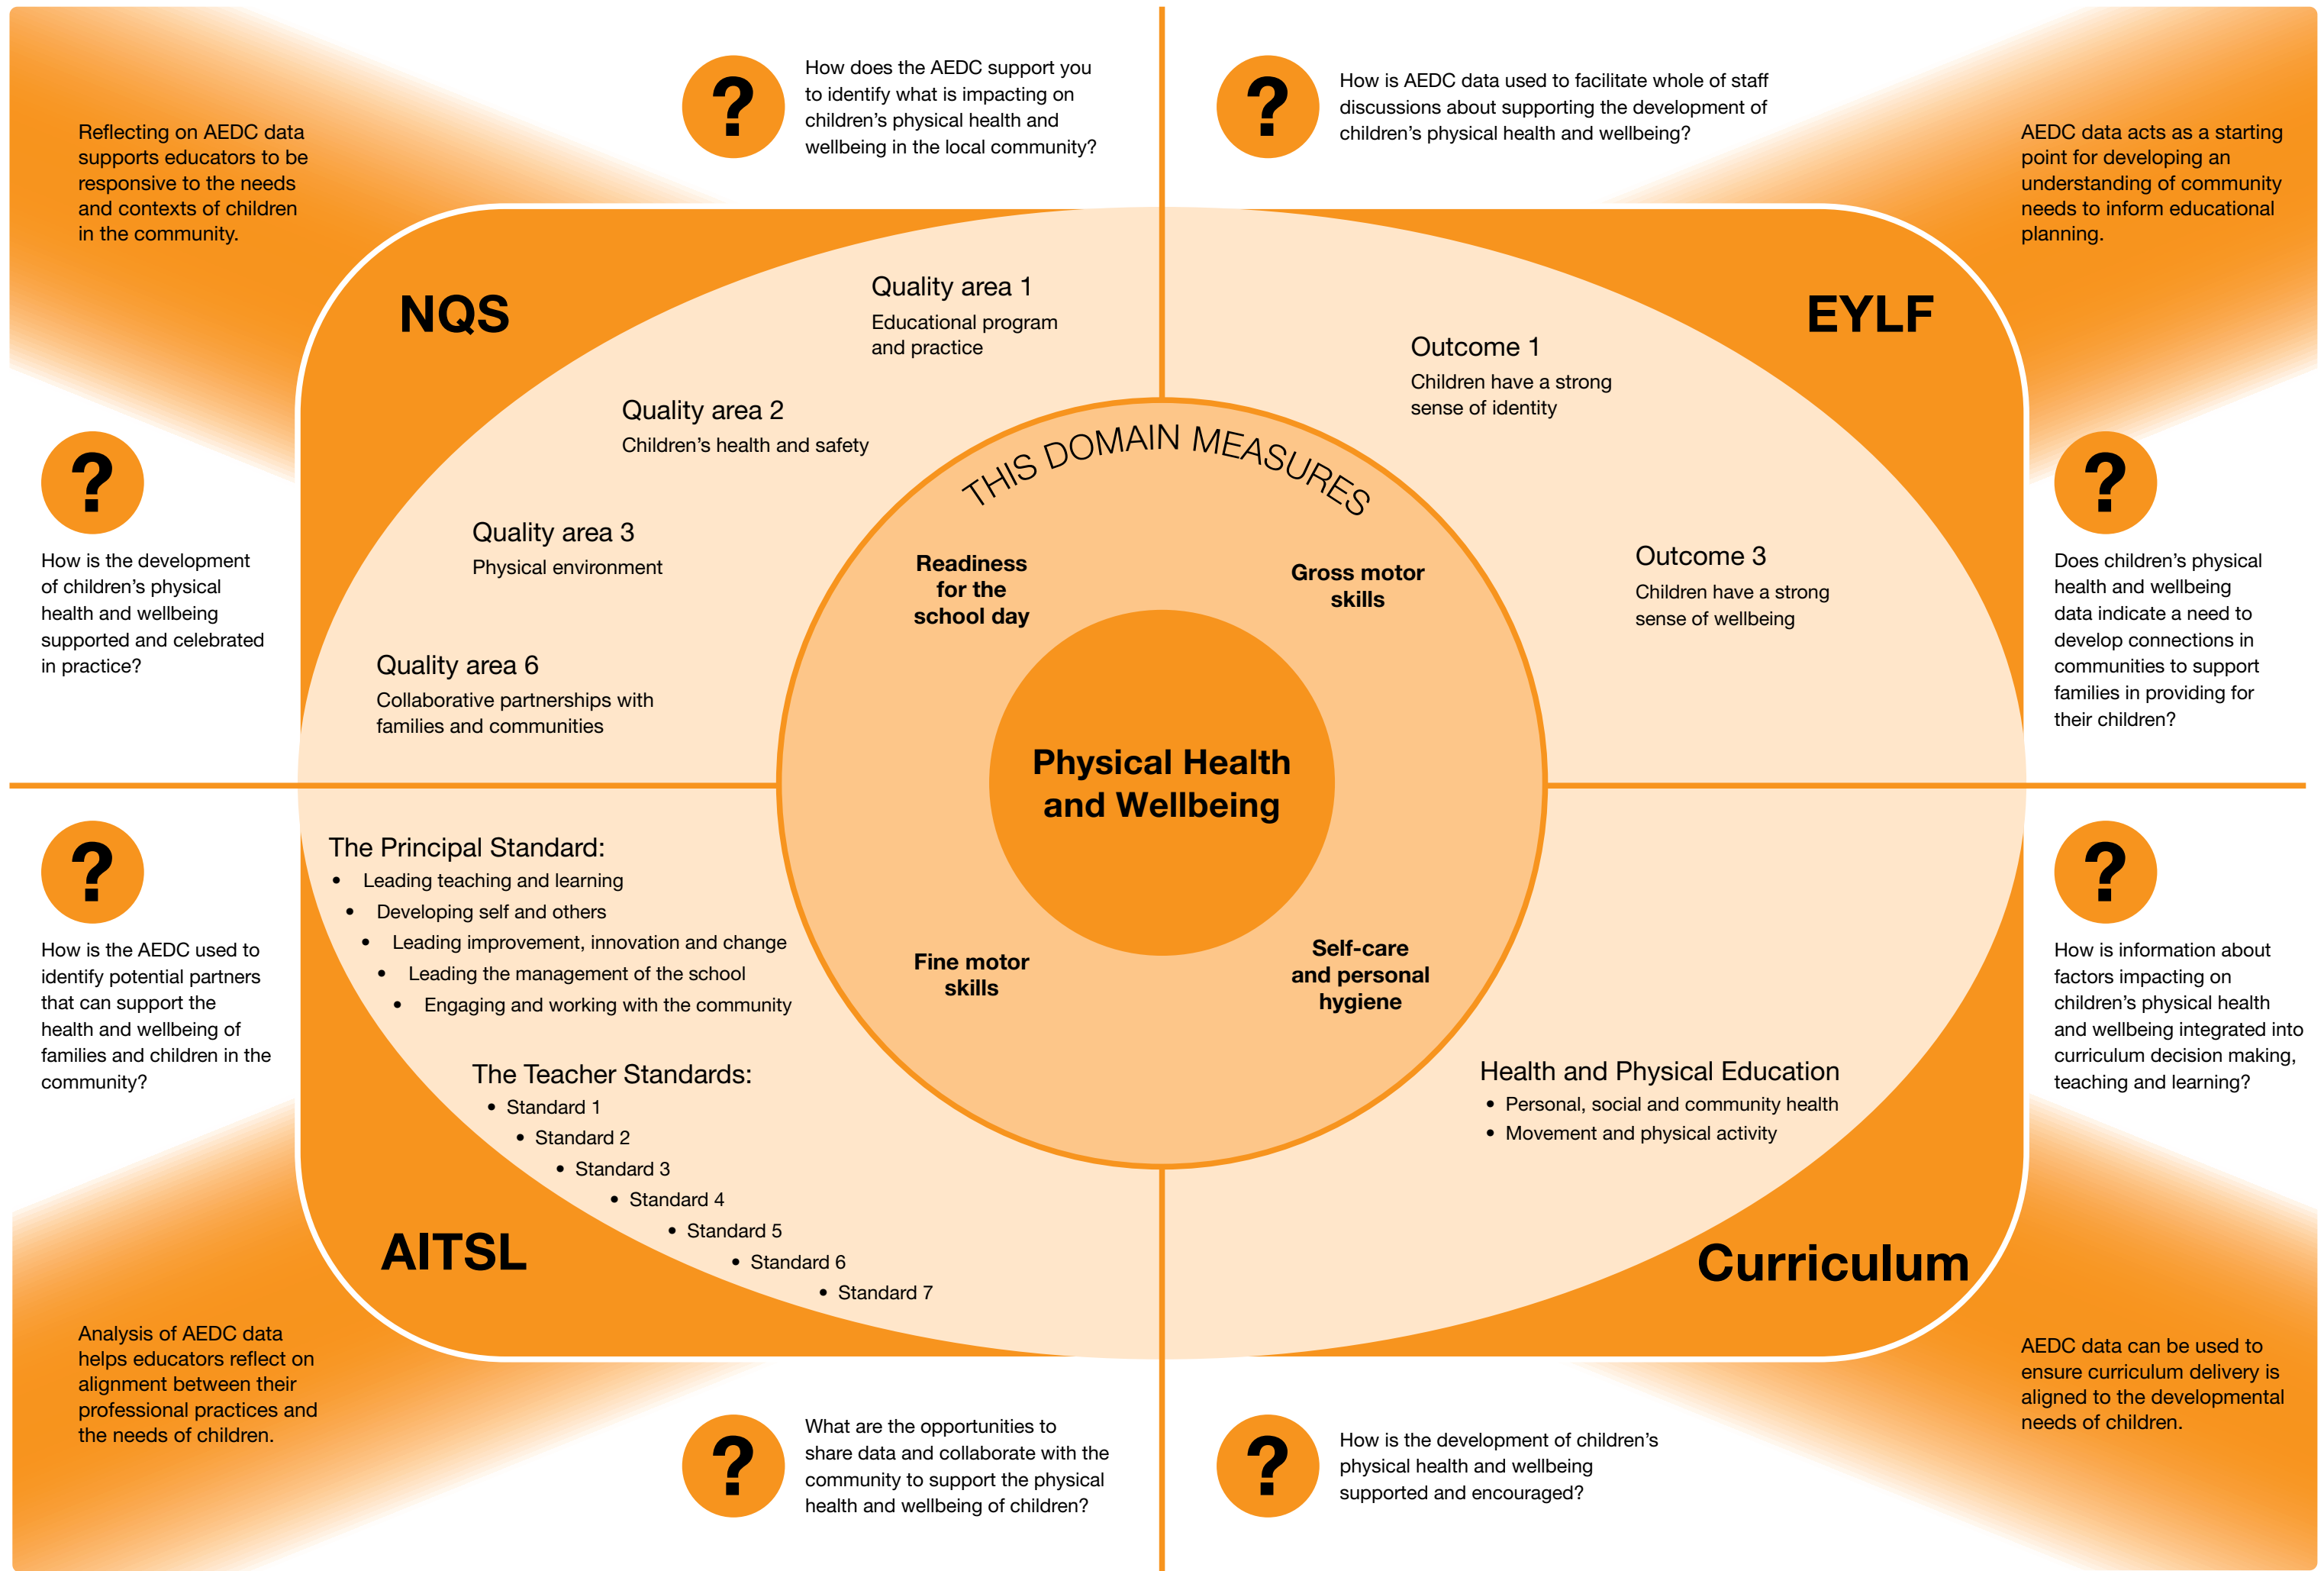 Reflecting on AEDC data
supports educators to be
responsive to the needs
and contexts of children
in the community.
?
How does the AEDC support you
to identify what is impacting on
children’s physical health and
wellbeing in the local community?
?
How is AEDC data used to facilitate whole of staff
discussions about supporting the development of
children’s physical health and wellbeing?
AEDC data acts as a starting
point for developing an
understanding of community
needs to inform educational
planning.
NQS
Quality area 1
Educational program
and practice
Quality area 2
Children’s health and safety
Quality area 3
Physical environment
Quality area 6
Collaborative partnerships with
families and communities
?
How is the development
of children’s physical
health and wellbeing
supported and celebrated
in practice?
EYLF
Outcome 1
Children have a strong
sense of identity
Outcome 3
Children have a strong
sense of wellbeing
?
Does children’s physical
health and wellbeing
data indicate a need to
develop connections in
communities to support
families in providing for
their children?
THIS DOMAIN MEASURES
Readiness
for the
school day
Gross motor
skills
Physical Health
and Wellbeing
Fine motor
skills
Self-care
and personal
hygiene
?
How is the AEDC used to
identify potential partners
that can support the
health and wellbeing of
families and children in the
community?
The Principal Standard:
• Leading teaching and learning
• Developing self and others
• Leading improvement, innovation and change
• Leading the management of the school
• Engaging and working with the community
The Teacher Standards:
• Standard 1
• Standard 2
• Standard 3
• Standard 4
• Standard 5
• Standard 6
• Standard 7
AITSL
Health and Physical Education
• Personal, social and community health
• Movement and physical activity
Curriculum
?
How is information about
factors impacting on
children’s physical health
and wellbeing integrated into
curriculum decision making,
teaching and learning?
Analysis of AEDC data
helps educators reflect on
alignment between their
professional practices and
the needs of children.
?
What are the opportunities to
share data and collaborate with the
community to support the physical
health and wellbeing of children?
?
How is the development of children’s
physical health and wellbeing
supported and encouraged?
AEDC data can be used to
ensure curriculum delivery is
aligned to the developmental
needs of children.